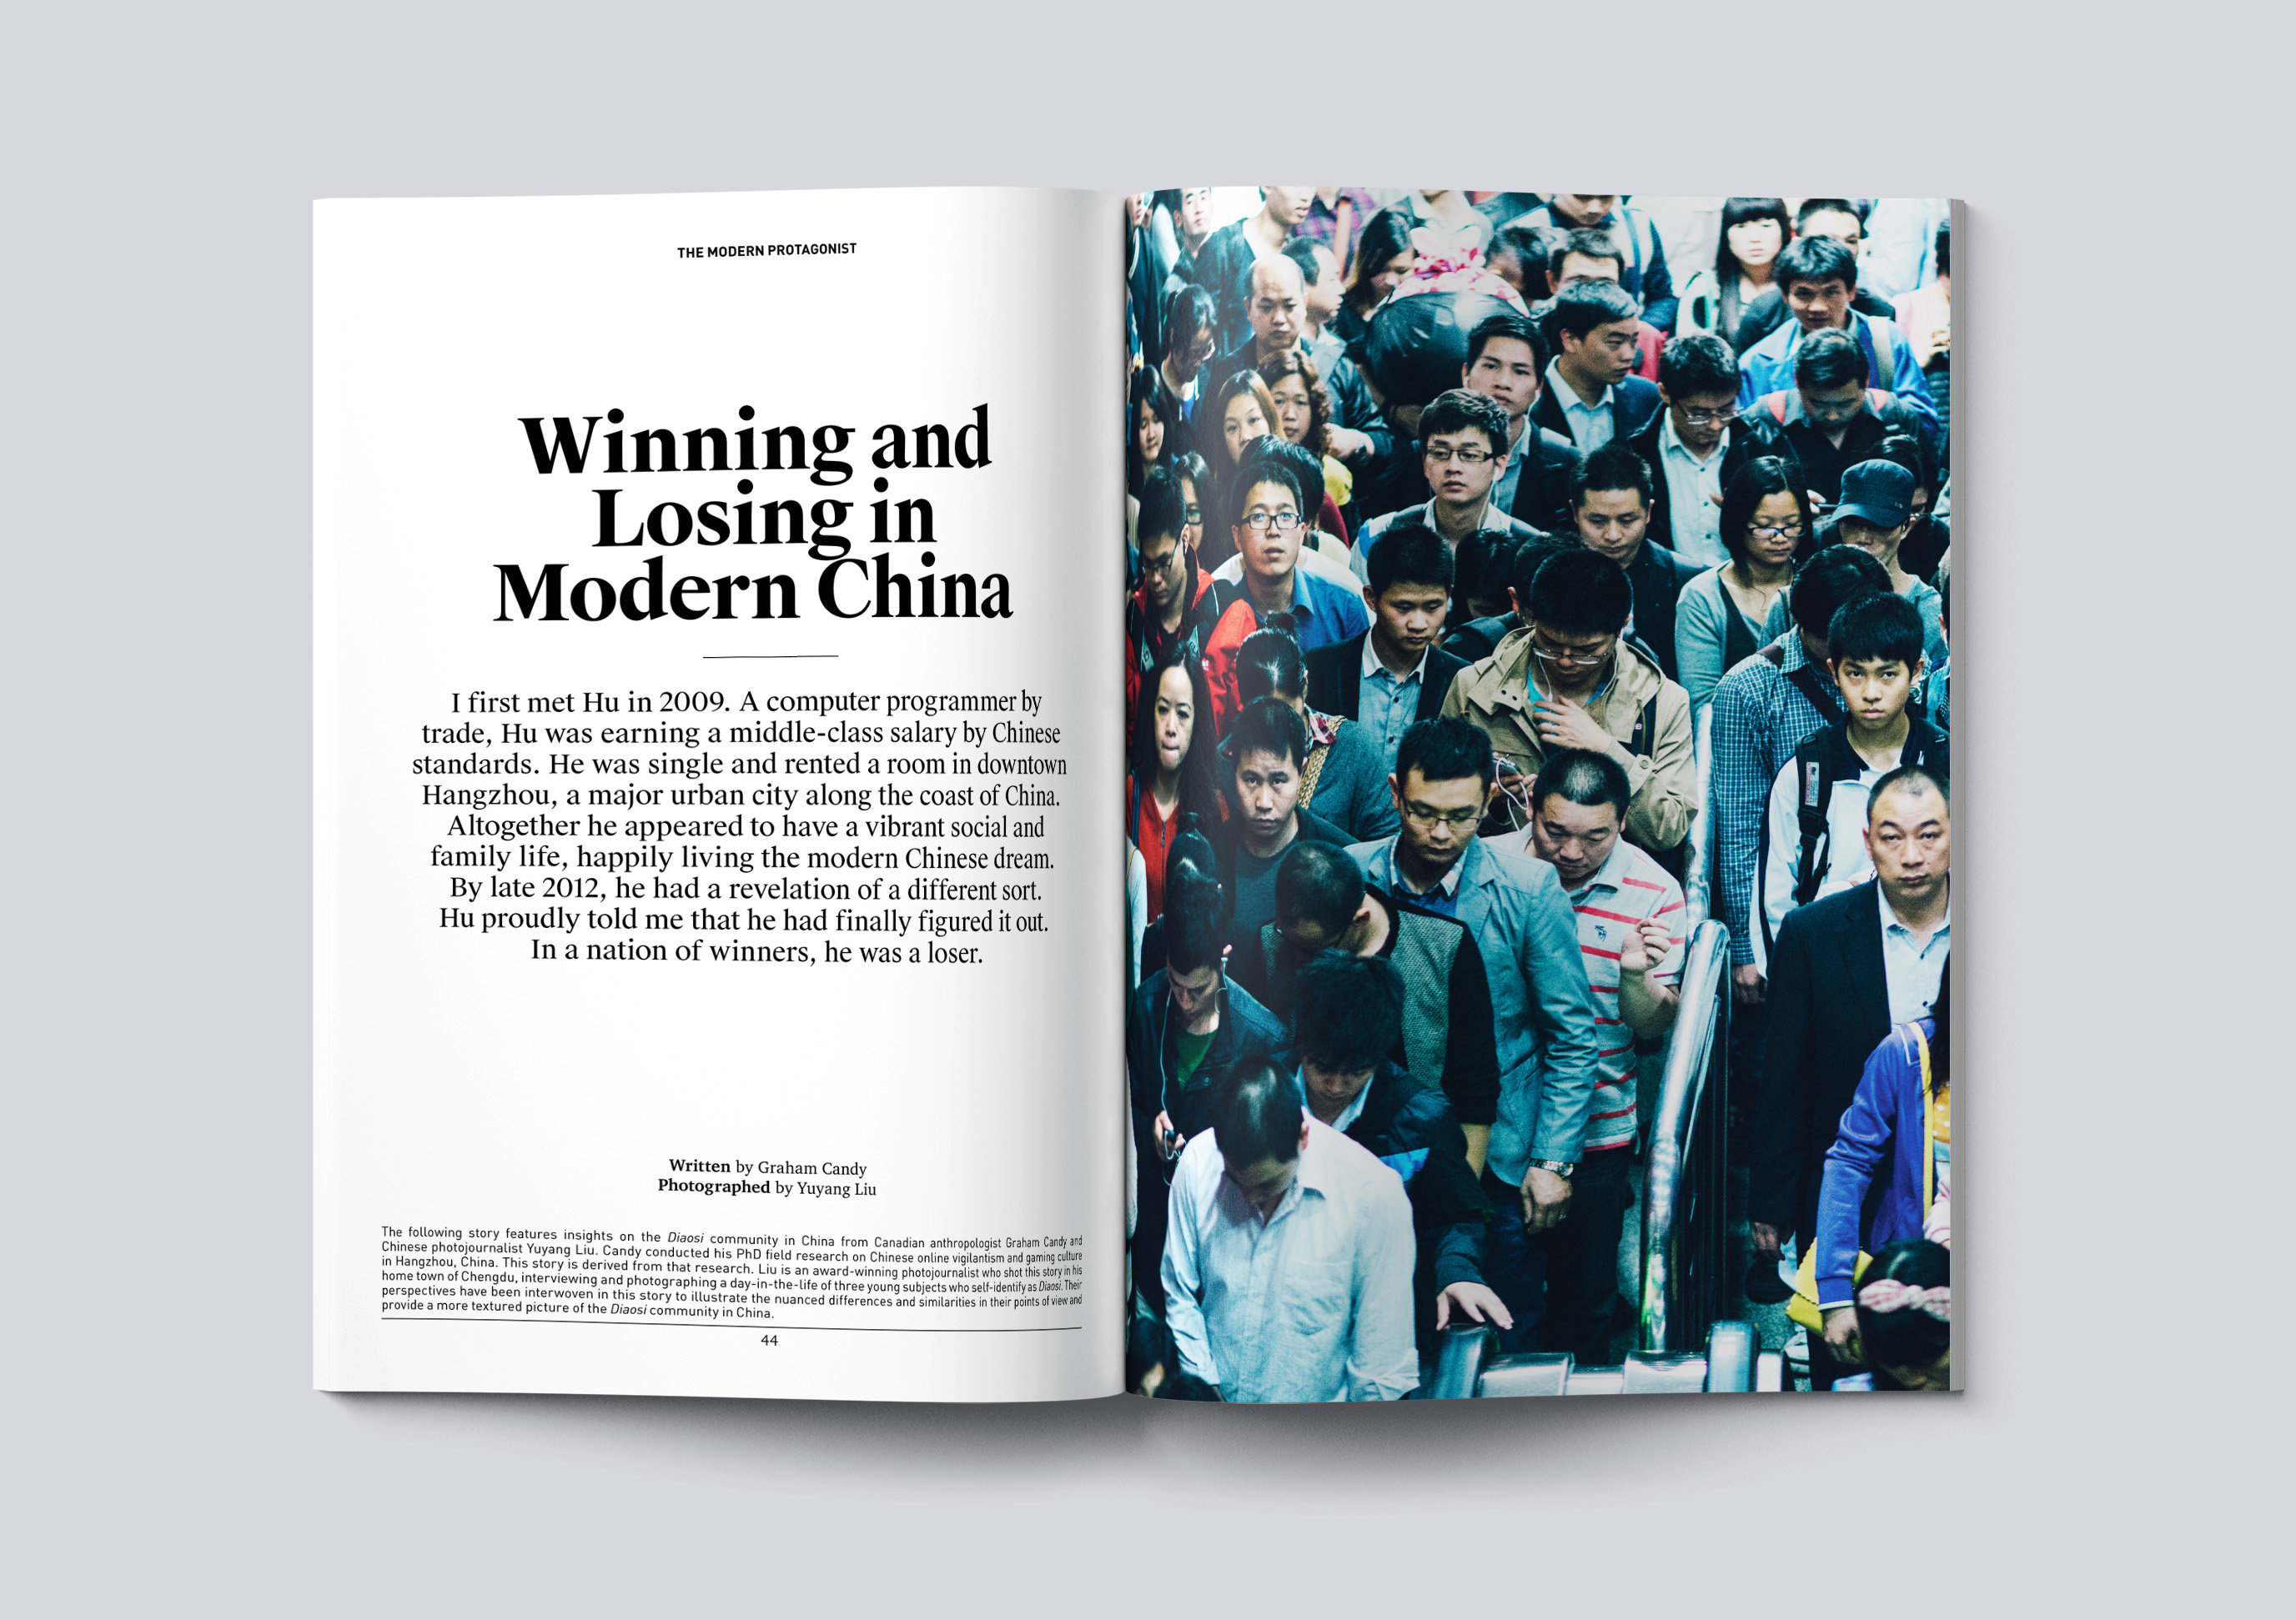 THE MODERN PROTAGONIST
Winning and
Losing in
Modern China
I first met Hu in 2009. A computer programmer by
trade, Hu was earning a middle-class salary by Chinese
standards. He was single and rented a room in downtown
Hangzhou, a major urban city along the coast of China.
Altogether he appeared to have a vibrant social and
family life, happily living the modern Chinese dream.
By late 2012, he had a revelation of a different sort.
Hu proudly told me that he had finally figured it out.
In a nation of winners, he was a loser.
Written by Graham Candy
Photographed by Yuyang Liu
The following story features insights on the Diaosi community in China from Canadian anthropologist Graham Candy and
Chinese photojournalist Yuyang Liu. Candy conducted his PhD field research on Chinese online vigilantism and gaming culture
in Hangzhou, China. This story is derived from that research. Liu is an award-winning photojournalist who shot this story in his
home town of Chengdu, interviewing and photographing a day-in-the-life of three young subjects who self-identify as Diaosi. Their
perspectives have been interwoven in this story to illustrate the nuanced differences and similarities in their points of view and
provide a more textured picture of the Diaosi community in China.
44